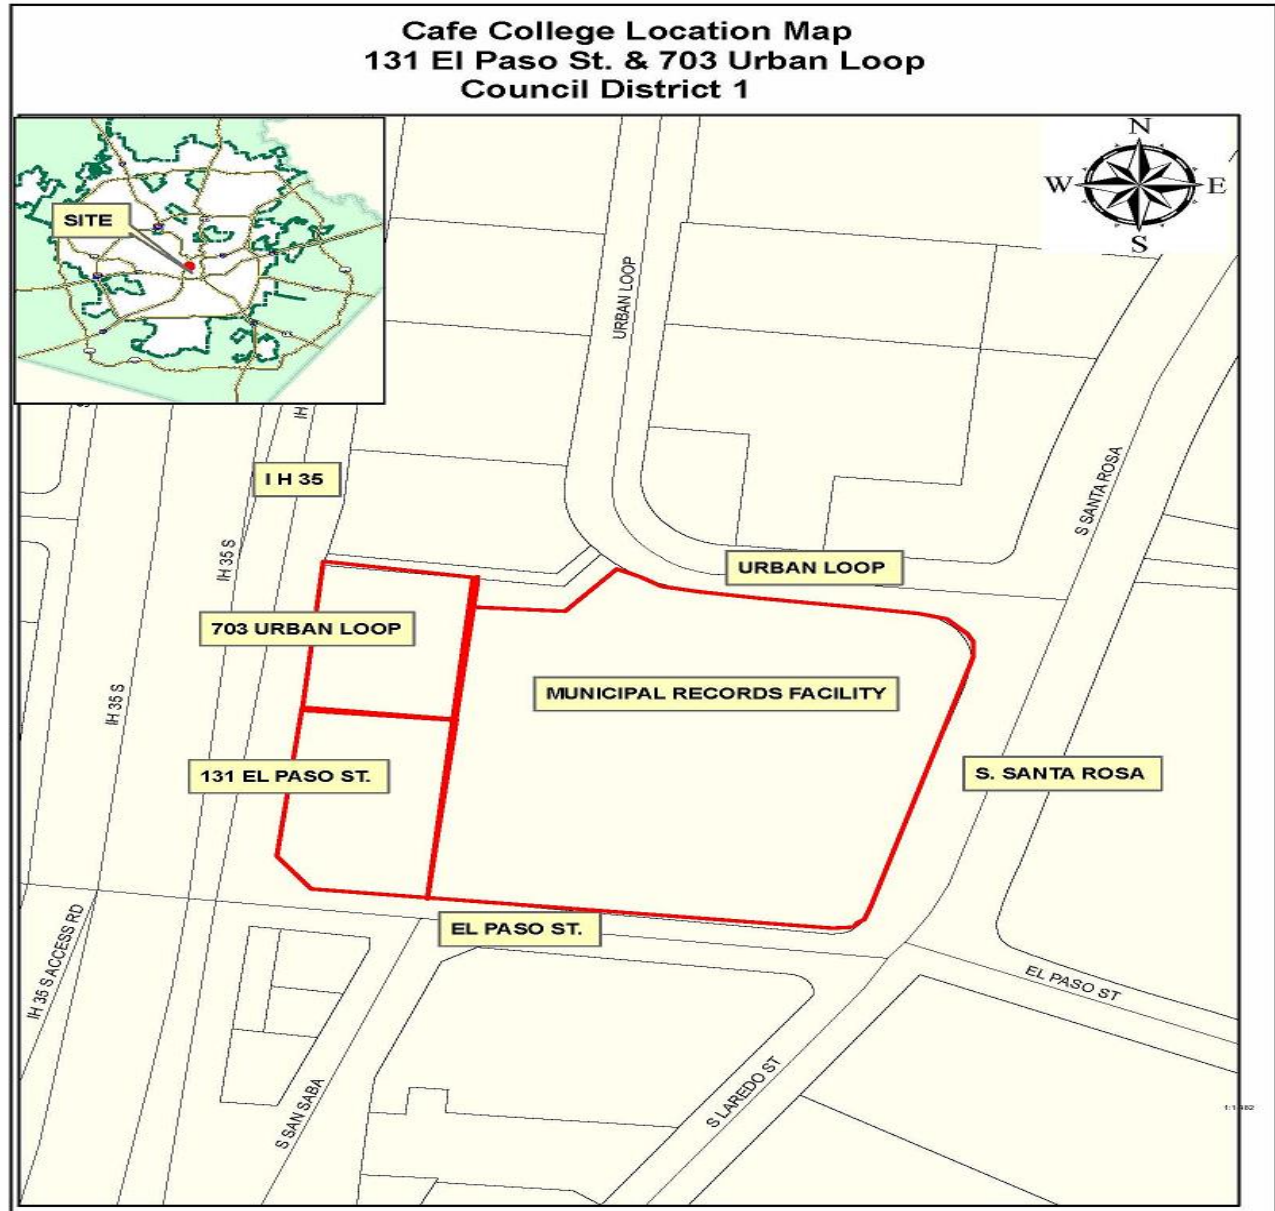 Cafe College Location Map
131 El Paso St. & 703 Urban Loop
Council District 1
N
W E
S
SITE
URBAN LOOP
IH
S SANTA ROSA
I H 35
IH 35 S
URBAN LOOP
703 URBAN LOOP
MUNICIPAL RECORDS FACILITY
IH 35 S
131 EL PASO ST.
S. SANTA ROSA
EL PASO ST.
IH 35 S ACCESS RD
EL PASO ST
S SAN SABA
S LAREDO ST